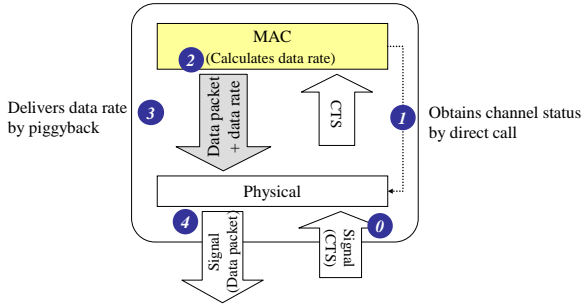 MAC
2 (Calculates data rate)
Delivers data rate
by piggyback
3
Data packet
+ data rate
CTS
1
Obtains channel status
by direct call
Physical
4
Signal
(Data packet)
0
Signal
(CTS)